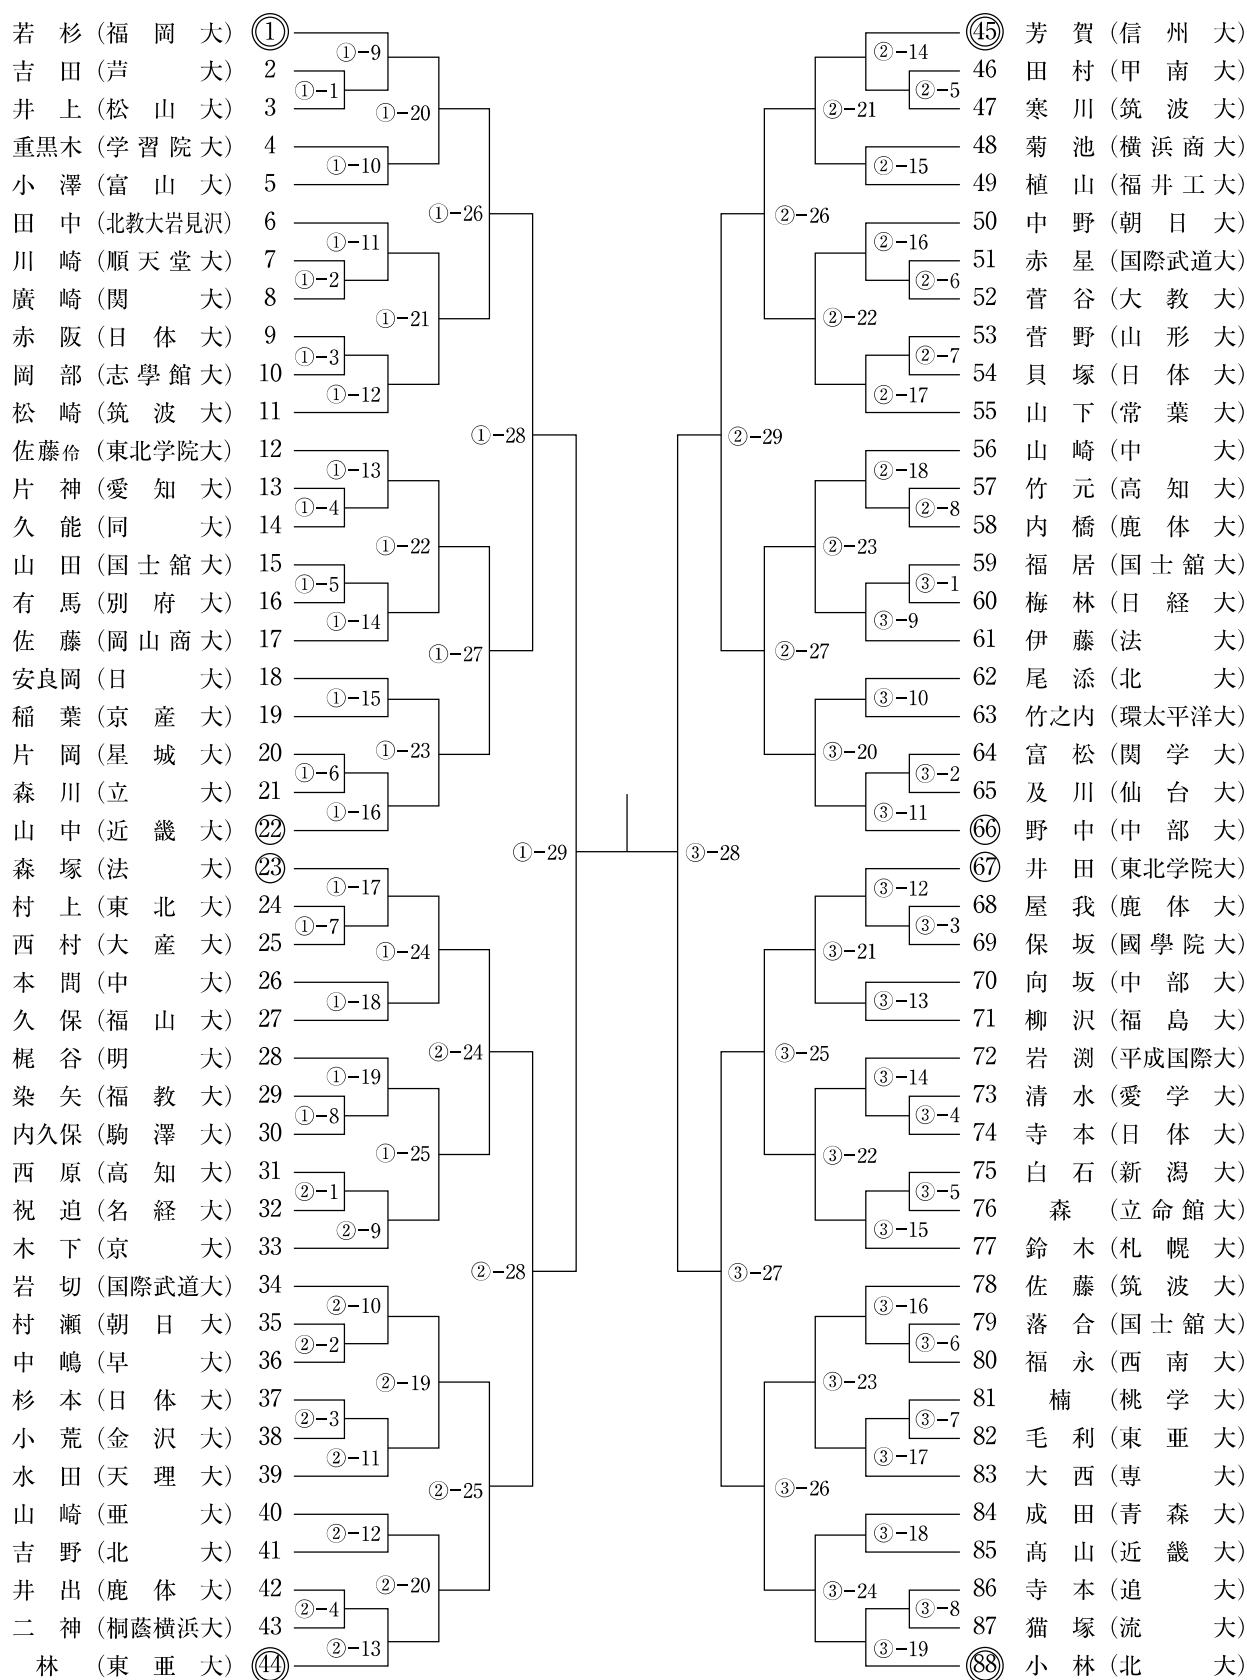 若杉（福岡大） ①
吉田（芦大） 2
井上（松山大） 3
重黒木（学習院大） 4
小澤（富山大） 5
田中（北教大岩見沢） 6
川崎（順天堂大） 7
廣崎（関大） 8
赤阪（日体大） 9
岡部（志學館大） 10
松崎（筑波大） 11
佐藤伶（東北学院大） 12
片神（愛知大） 13
久能（同大） 14
山田（国士舘大） 15
有馬（別府大） 16
佐藤（岡山商大） 17
安良岡（日大） 18
稲葉（京産大） 19
片岡（星城大） 20
森川（立大） 21
山中（近畿大） ㉒
森塚（法大） ㉓
村上（東北大） 24
西村（大産大） 25
本間（中大） 26
久保（福山大） 27
梶谷（明大） 28
染矢（福教大） 29
内久保（駒澤大） 30
西原（高知大） 31
祝迫（名経大） 32
木下（京大） 33
岩切（国際武道大） 34
村瀬（朝日大） 35
中嶋（早大） 36
杉本（日体大） 37
小荒（金沢大） 38
水田（天理大） 39
山崎（亜大） 40
吉野（北大） 41
井出（鹿体大） 42
二神（桐蔭横浜大） 43
林（東亜大） ㊹
①-1
①-2
①-3
①-4
①-5
①-6
①-7
①-8
②-1
②-2
②-3
②-4
①-9
①-10
①-11
①-12
①-13
①-14
①-15
①-16
①-17
①-18
①-19
②-9
②-10
②-11
②-12
②-13
①-20
①-21
①-22
①-23
①-24
①-25
②-19
②-20
①-26
①-27
②-24
②-25
①-28
②-28
①-29
③-28
②-29
③-27
②-26
②-27
③-25
③-26
②-21
②-22
②-23
③-20
③-21
③-22
③-23
③-24
②-14
②-15
②-16
②-17
②-18
③-9
③-10
③-11
③-12
③-13
③-14
③-15
③-16
③-17
③-18
③-19
②-5
②-6
②-7
②-8
③-1
③-2
③-3
③-4
③-5
③-6
③-7
③-8
㊺ 芳賀（信州大）
46 田村（甲南大）
47 寒川（筑波大）
48 菊池（横浜商大）
49 植山（福井工大）
50 中野（朝日大）
51 赤星（国際武道大）
52 菅谷（大教大）
53 菅野（山形大）
54 貝塚（日体大）
55 山下（常葉大）
56 山崎（中大）
57 竹元（高知大）
58 内橋（鹿体大）
59 福居（国士舘大）
60 梅林（日経大）
61 伊藤（法大）
62 尾添（北大）
63 竹之内（環太平洋大）
64 富松（関学大）
65 及川（仙台大）
66 野中（中部大）
67 井田（東北学院大）
68 屋我（鹿体大）
69 保坂（國學院大）
70 向坂（中部大）
71 柳沢（福島大）
72 岩渕（平成国際大）
73 清水（愛学大）
74 寺本（日体大）
75 白石（新潟大）
76 森（立命館大）
77 鈴木（札幌大）
78 佐藤（筑波大）
79 落合（国士舘大）
80 福永（西南大）
81 楠（桃学大）
82 毛利（東亜大）
83 大西（専大）
84 成田（青森大）
85 髙山（近畿大）
86 寺本（追大）
87 猫塚（流大）
88 小林（北大）